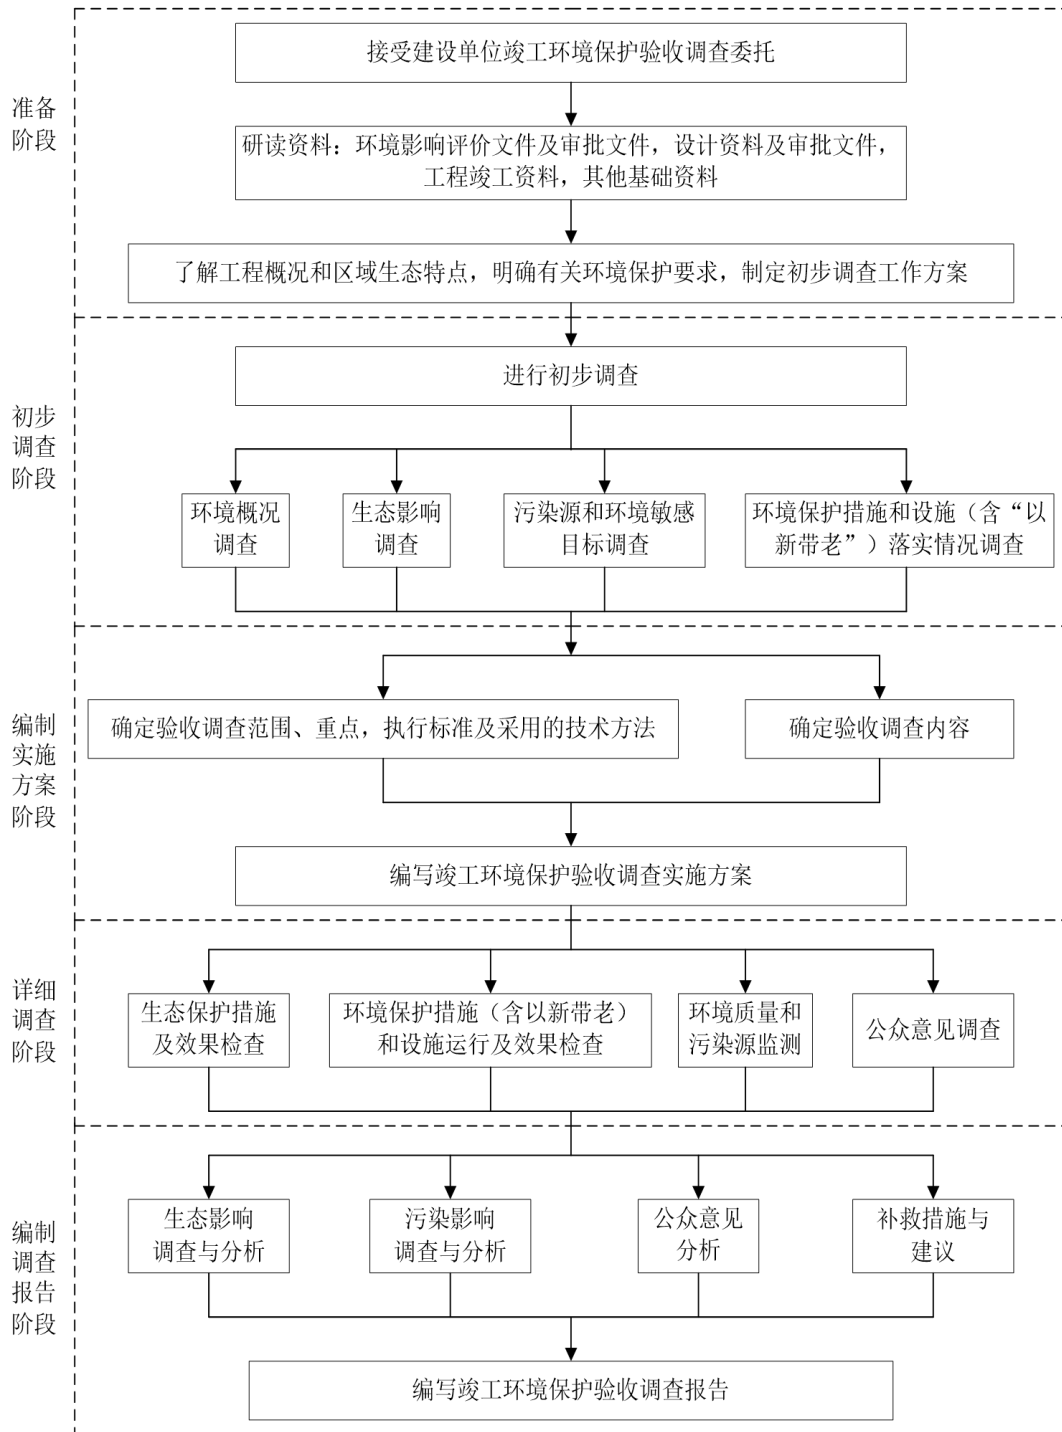 接受建设单位竣工环境保护验收调查委托
准备
阶段
研读资料：环境影响评价文件及审批文件，设计资料及审批文件，
工程竣工资料，其他基础资料
了解工程概况和区域生态特点，明确有关环境保护要求，制定初步调查工作方案
进行初步调查
初步
调查
阶段
环境概况
调查
生态影响
调查
污染源和环境敏感
目标调查
环境保护措施和设施（含“以
新带老”）落实情况调查
编制
实施
方案
阶段
确定验收调查范围、重点，执行标准及采用的技术方法
确定验收调查内容
编写竣工环境保护验收调查实施方案
详细
调查
阶段
生态保护措施
及效果检查
环境保护措施（含以新带老）
和设施运行及效果检查
环境质量和
污染源监测
公众意见调查
编制
调查
报告
阶段
生态影响
调查与分析
污染影响
调查与分析
公众意见
分析
补救措施与
建议
编写竣工环境保护验收调查报告